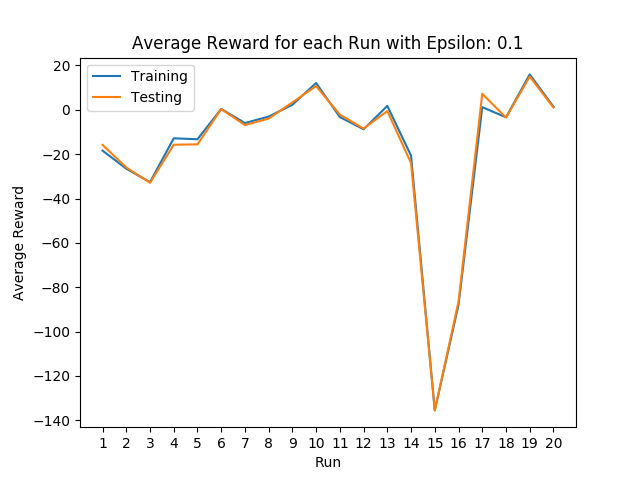 Average Reward for each Run with Epsilon: 0.1
Training
Testing
20
0
−20
−40
−60
−80
−100
−120
−140
Average Reward
1 2 3 4 5 6 7 8 9 10 11 12 13 14 15 16 17 18 19 20
Run